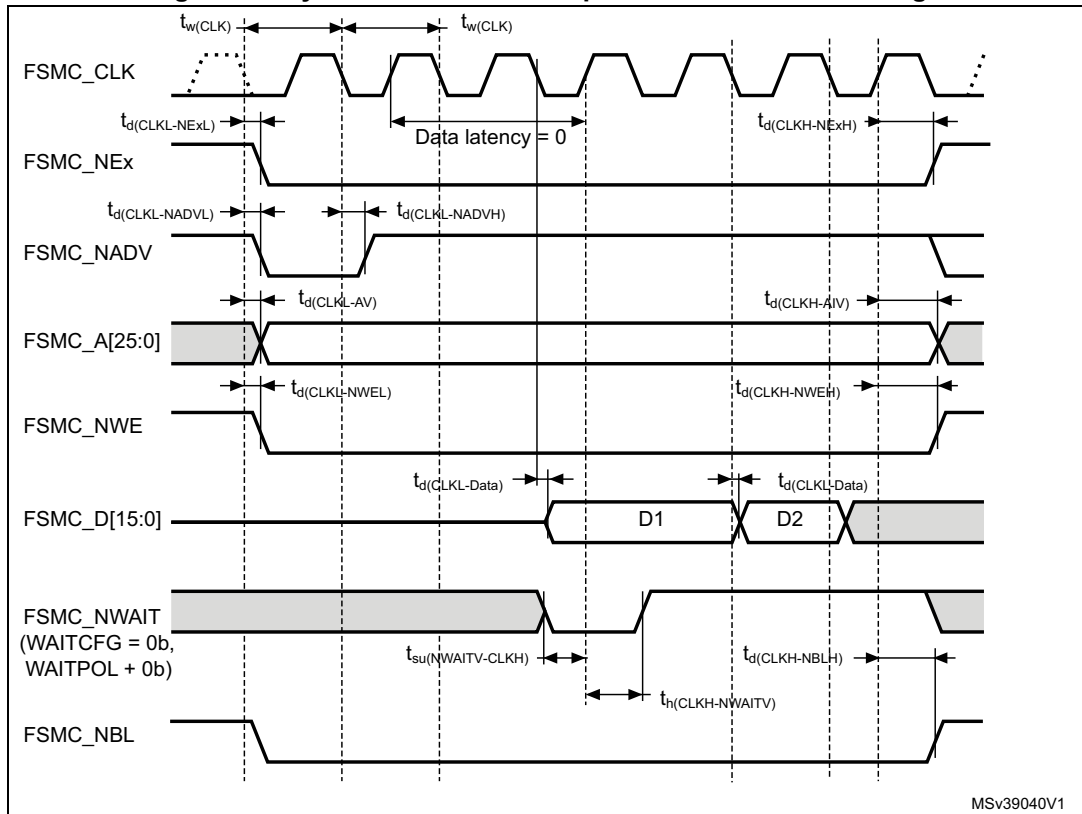 tw(CLK) tw(CLK)
FSMC_CLK
td(CLKL-NExL) Data latency = 0 td(CLKH-NExH)
FSMC_NEx
td(CLKL-NADVL) td(CLKL-NADVH)
FSMC_NADV
td(CLKL-AV) td(CLKH-AIV)
FSMC_A[25:0]
td(CLKL-NWEL) td(CLKH-NWEH)
FSMC_NWE
td(CLKL-Data) td(CLKL-Data)
FSMC_D[15:0] D1 D2
FSMC_NWAIT
(WAITCFG = 0b,
WAITPOL + 0b)
tsu(NWAITV-CLKH) td(CLKH-NBLH)
th(CLKH-NWAITV)
FSMC_NBL
MSv39040V1